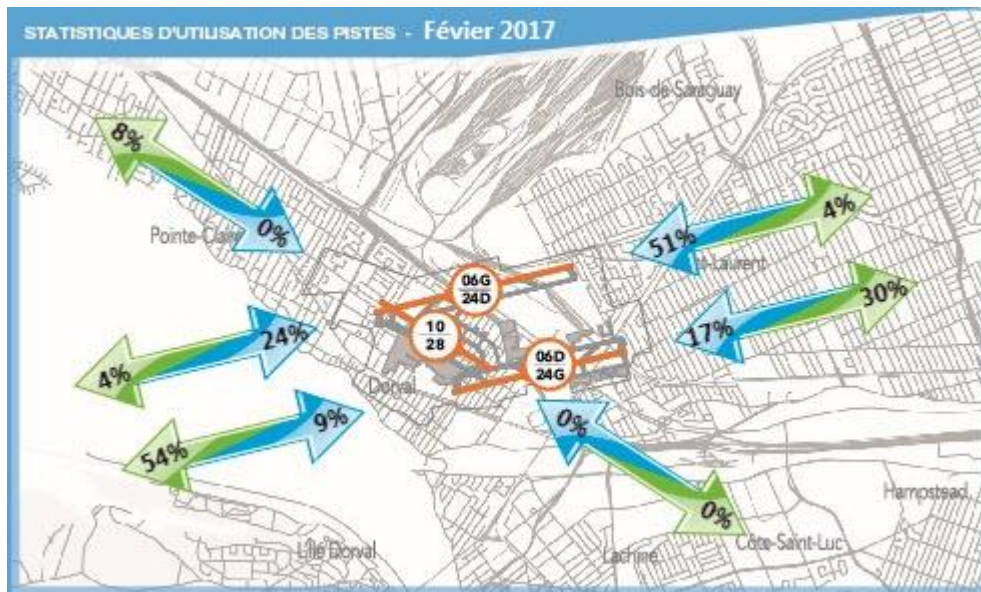 STATISTIQUES D'UTILISATION DES PISTES - Févier 2017
Bois-de-Saraguay
8%
0%
Pointe-Claire
51%
4%
nt-Laurent
06G
24D
10
28
06D
24G
24%
4%
17%
30%
Dorval
9%
54%
0%
0%
Hampstead
L'Île Dorval
Lachine
Côte-Saint-Luc